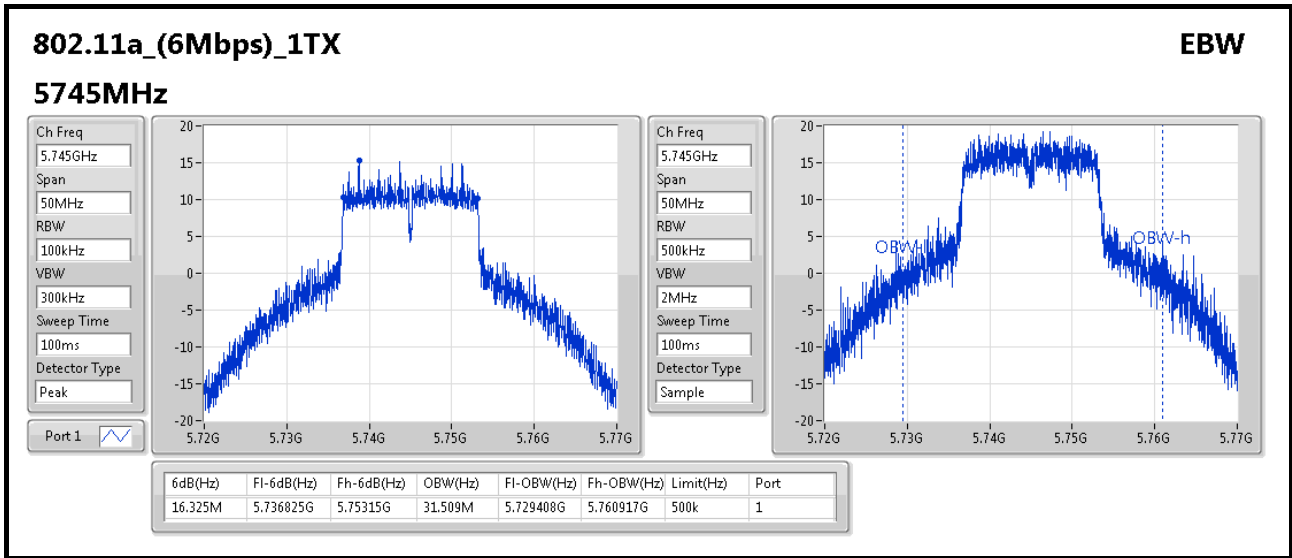 802.11a_(6Mbps)_1TX EBW
5745MHz
Ch Freq
5.745GHz
Span
50MHz
RBW
100kHz
VBW
300kHz
Sweep Time
100ms
Detector Type
Peak
Port 1
20
15
10
5
0
-5
-10
-15
-20
5.72G 5.73G 5.74G 5.75G 5.76G 5.77G
Ch Freq
5.745GHz
Span
50MHz
RBW
500kHz
VBW
2MHz
Sweep Time
100ms
Detector Type
Sample
20
15
10
5
0
-5
-10
-15
-20
OBW-h
5.72G 5.73G 5.74G 5.75G 5.76G 5.77G
6dB(Hz) Fl-6dB(Hz) Fh-6dB(Hz) OBW(Hz) Fl-OBW(Hz) Fh-OBW(Hz) Limit(Hz) Port
16.325M 5.736825G 5.75315G 31.509M 5.729408G 5.760917G 500k 1